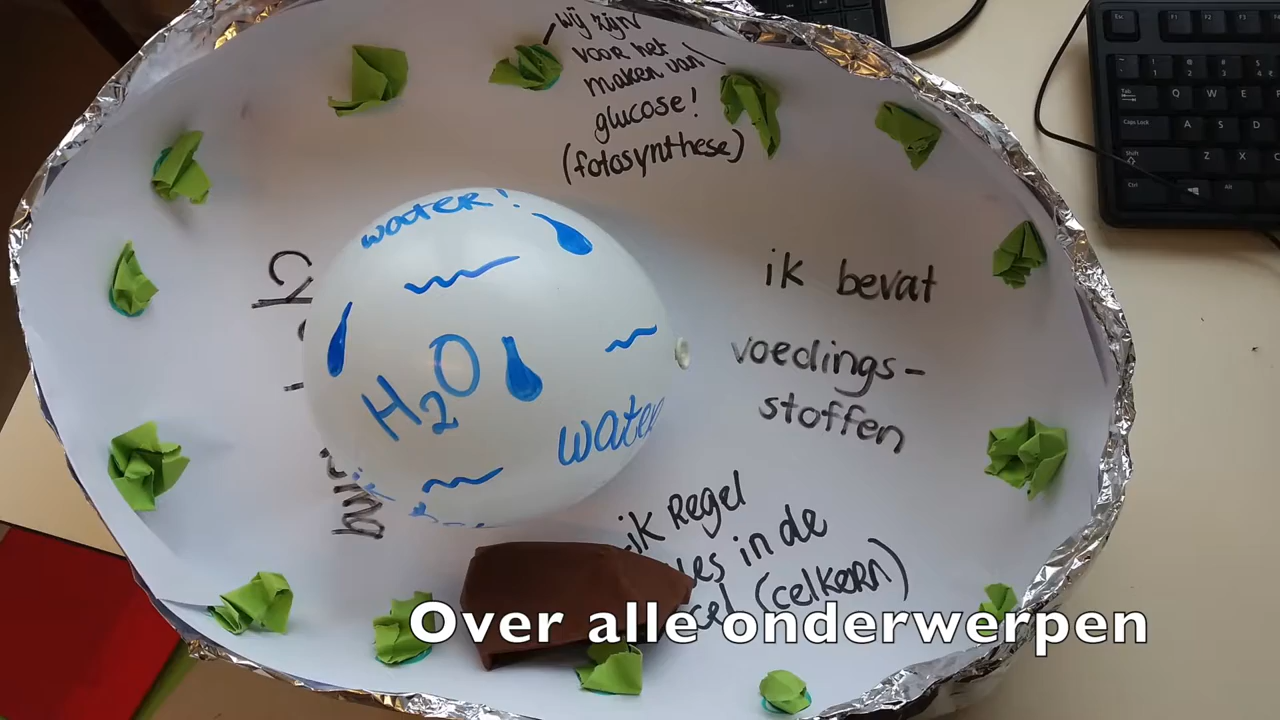 wij zijn
voor het
maken van
glucose!
(fotosynthese)
water!
H2O
water
ik bevat
voedings-
stoffen
ik Regel
in de
cel (celkern)
Over alle onderwerpen